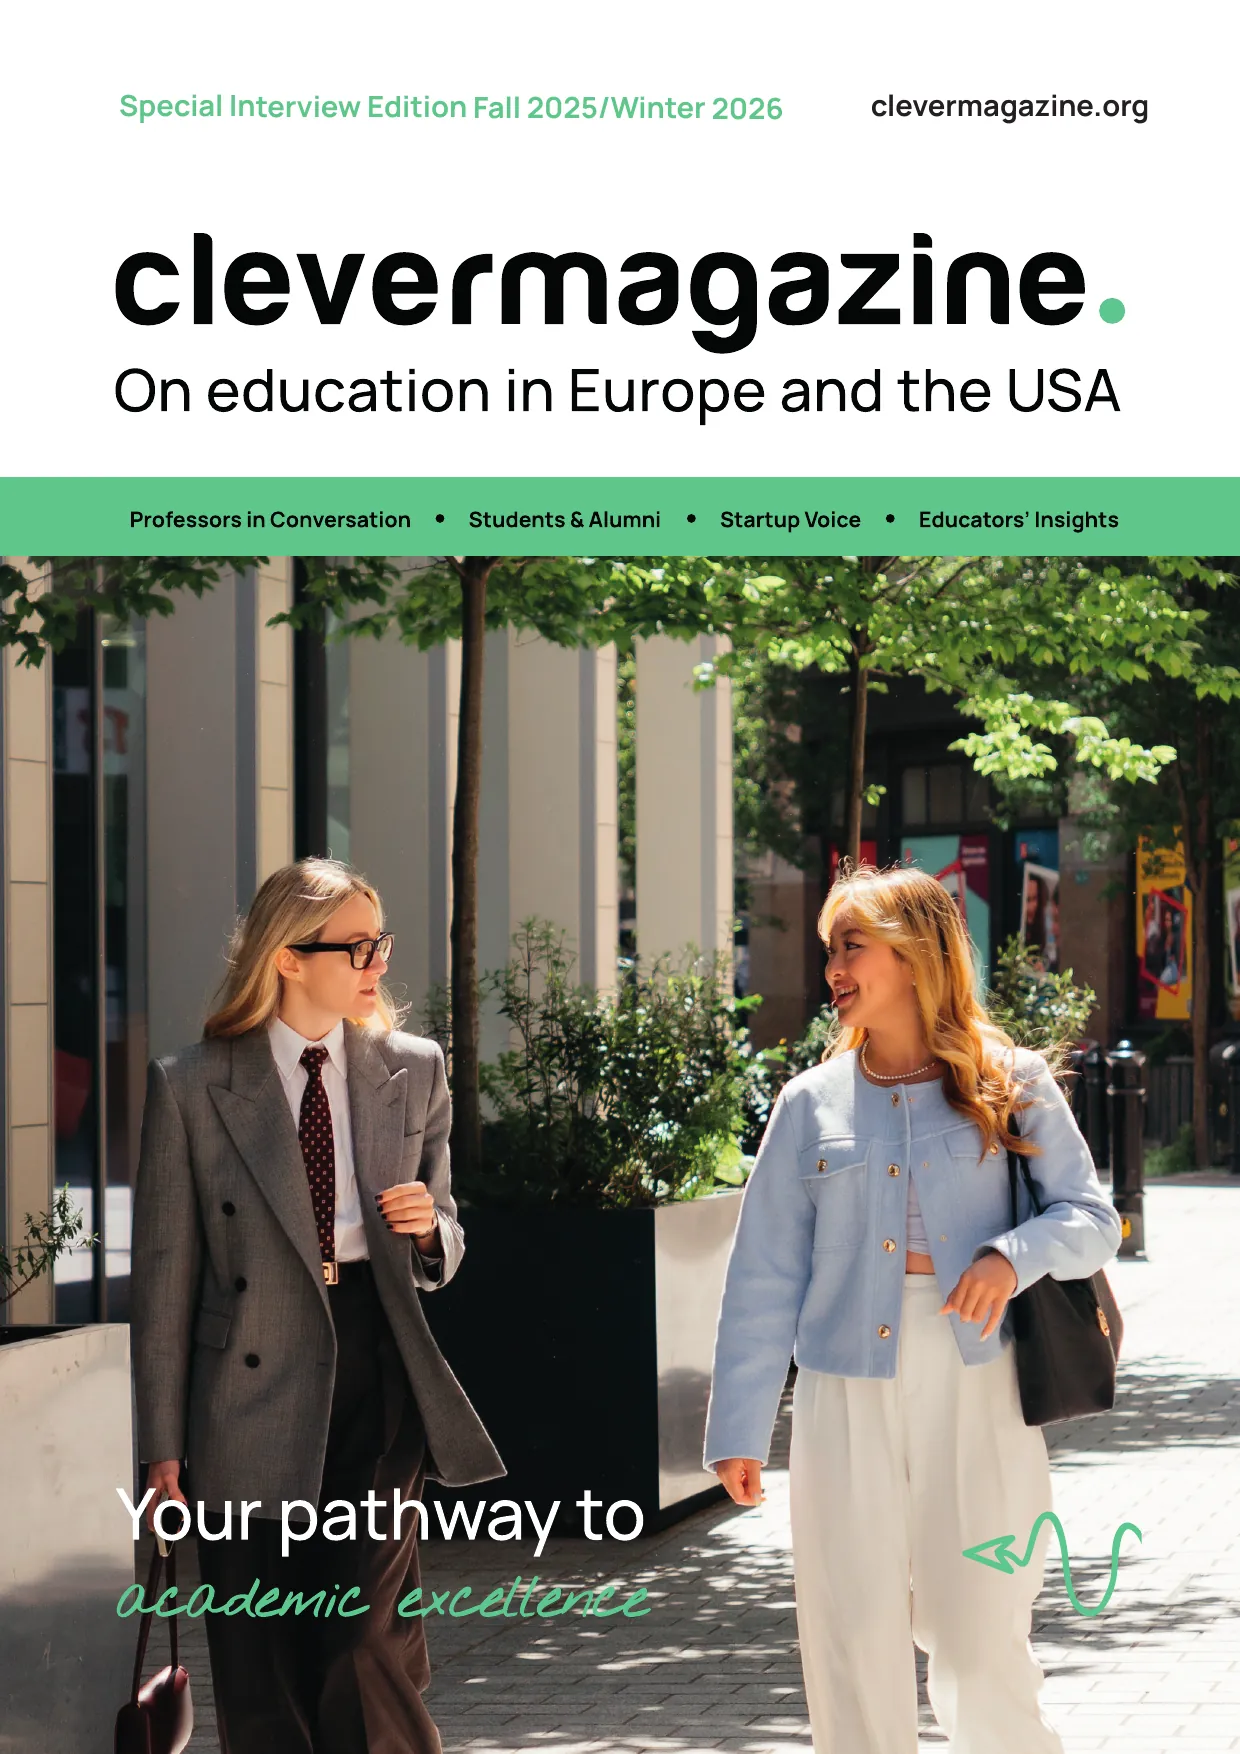 Special Interview Edition Fall 2025/Winter 2026
clevermagazine.org
clevermagazine.
On education in Europe and the USA
Professors in Conversation • Students & Alumni • Startup Voice • Educators’ Insights
Your pathway to
academic excellence